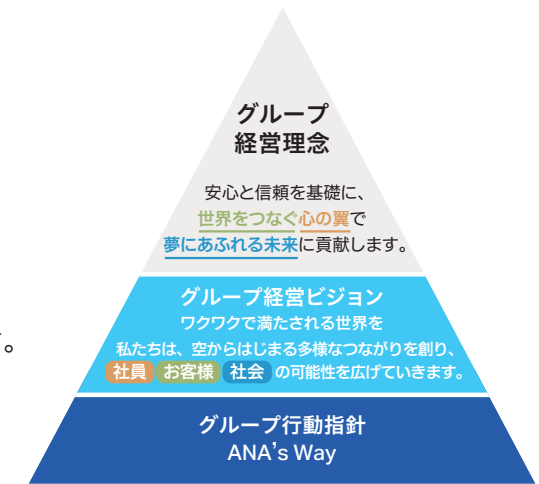 グループ
経営理念
安心と信頼を基礎に、
世界をつなぐ心の翼で
夢にあふれる未来に貢献します。
グループ経営ビジョン
ワクワクで満たされる世界を
私たちは、空からはじまる多様なつながりを創り、
社員 お客様 社会 の可能性を広げていきます。
グループ行動指針
ANA's Way